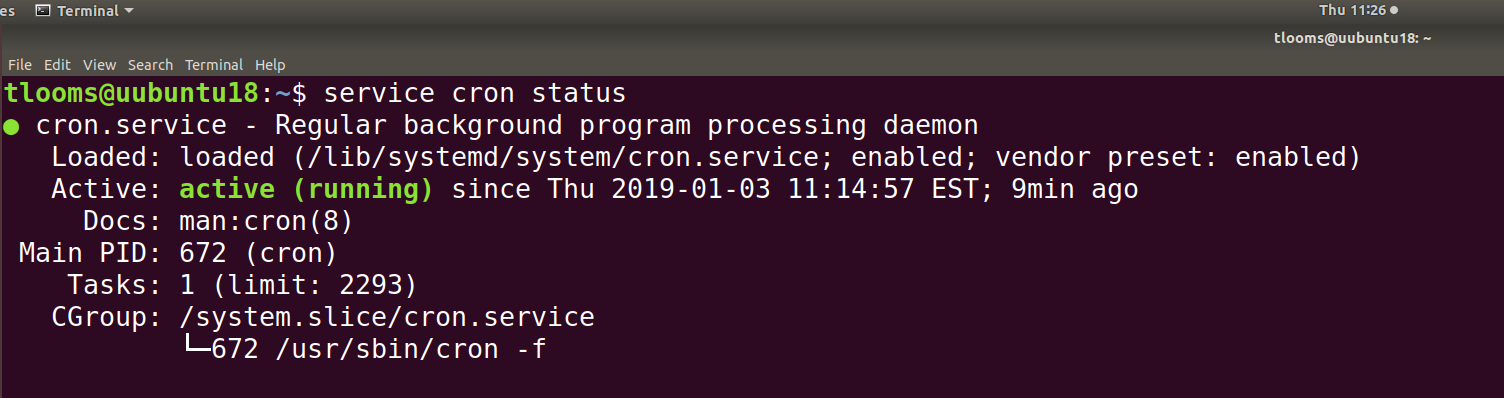 es Terminal Thu 11:26
tlooms@uubuntu18: ~
File Edit View Search Terminal Help
tlooms@uubuntu18:~$ service cron status
● cron.service - Regular background program processing daemon
Loaded: loaded (/lib/systemd/system/cron.service; enabled; vendor preset: enabled)
Active: active (running) since Thu 2019-01-03 11:14:57 EST; 9min ago
Docs: man:cron(8)
Main PID: 672 (cron)
Tasks: 1 (limit: 2293)
CGroup: /system.slice/cron.service
└─672 /usr/sbin/cron -f